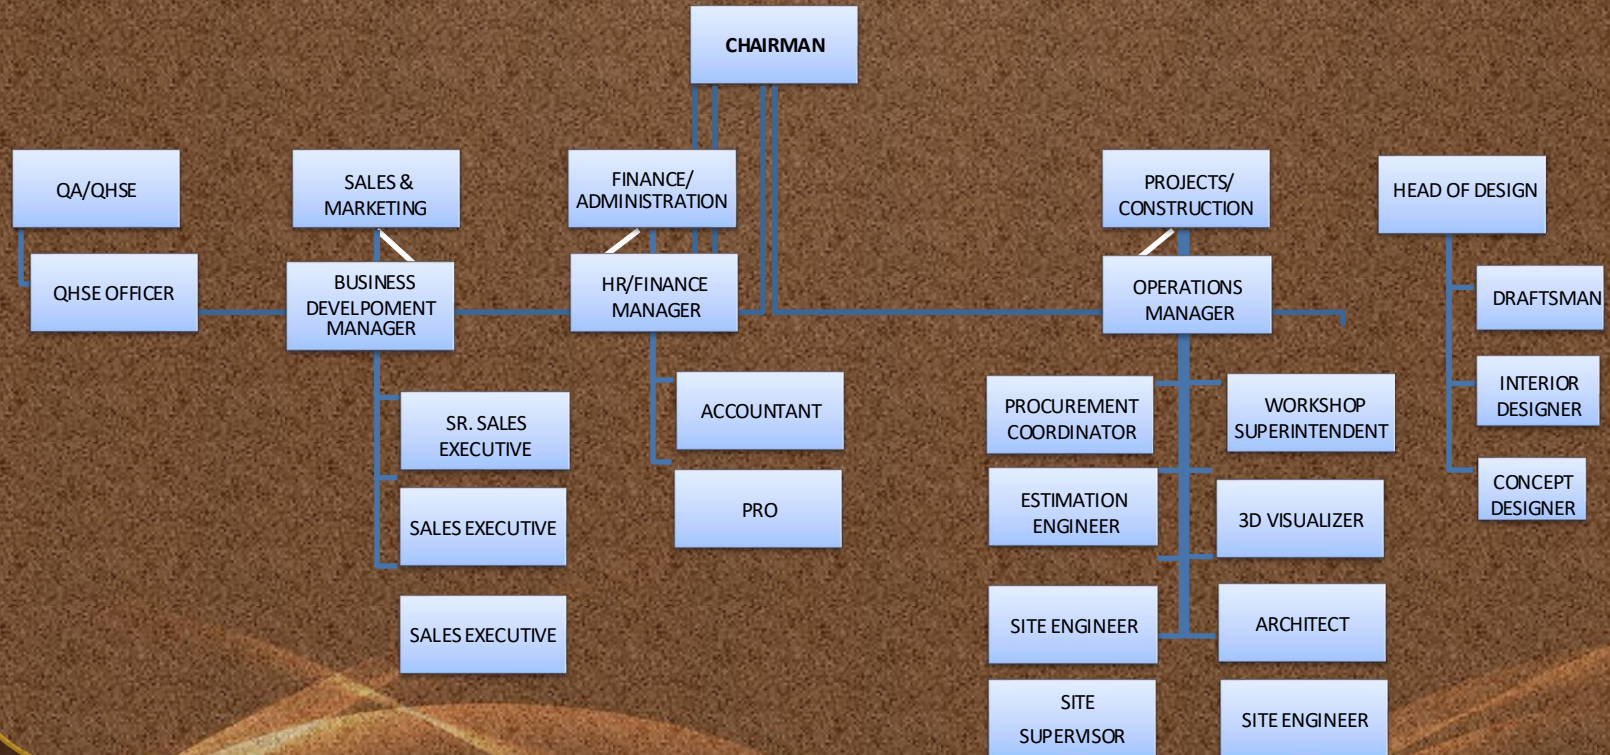 CHAIRMAN
QA/QHSE
SALES &
MARKETING
FINANCE/
ADMINISTRATION
PROJECTS/
CONSTRUCTION
HEAD OF DESIGN
QHSE OFFICER
BUSINESS
DEVELPOMENT
MANAGER
HR/FINANCE
MANAGER
OPERATIONS
MANAGER
DRAFTSMAN
INTERIOR
DESIGNER
CONCEPT
DESIGNER
SR. SALES
EXECUTIVE
SALES EXECUTIVE
SALES EXECUTIVE
ACCOUNTANT
PRO
PROCUREMENT
COORDINATOR
WORKSHOP
SUPERINTENDENT
ESTIMATION
ENGINEER
3D VISUALIZER
SITE ENGINEER
ARCHITECT
SITE
SUPERVISOR
SITE ENGINEER